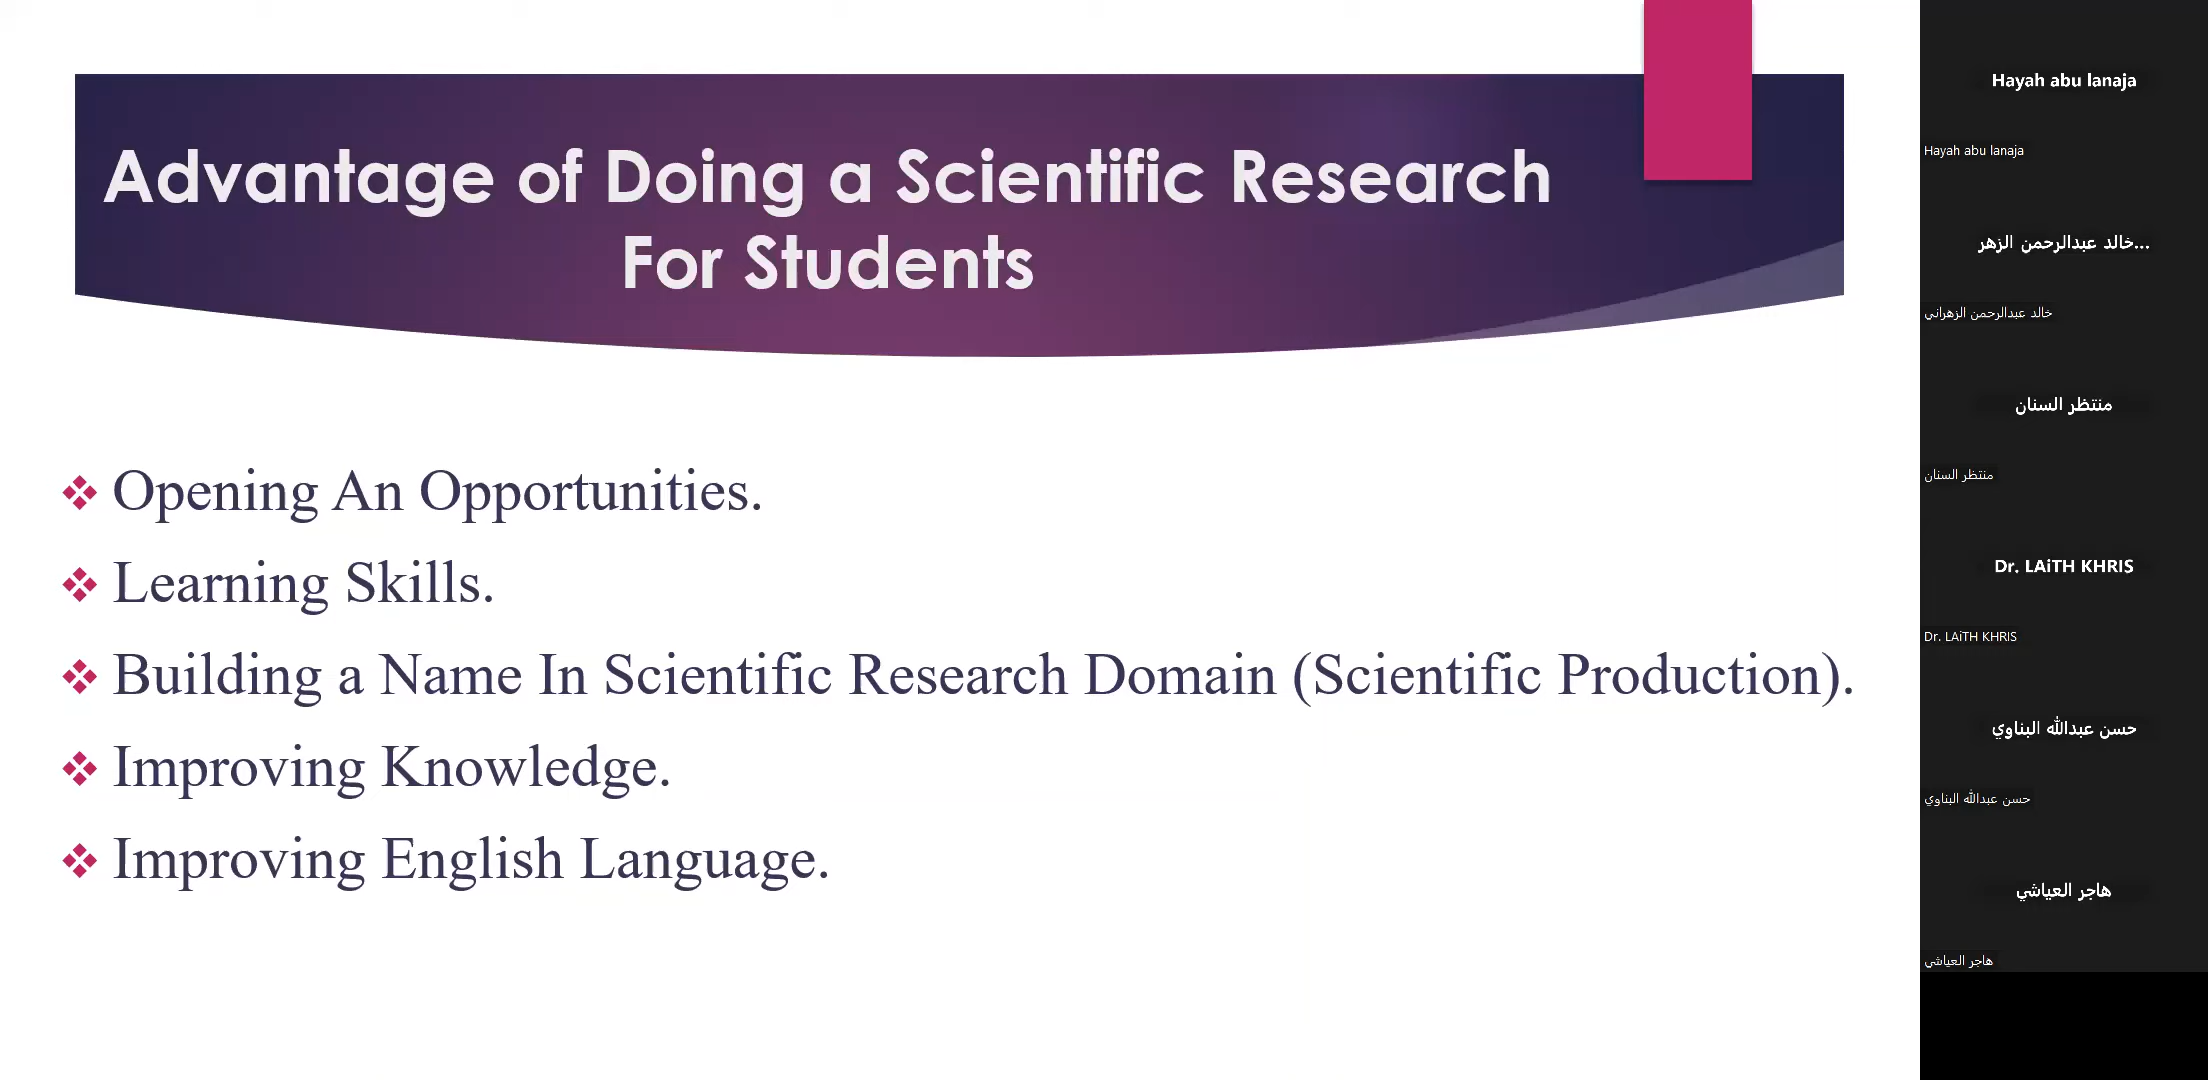 Advantage of Doing a Scientific Research
For Students
Opening An Opportunities.
Learning Skills.
Building a Name In Scientific Research Domain (Scientific Production).
Improving Knowledge.
Improving English Language.
Hayah abu lanaja
Hayah abu lanaja
خالد عبدالرحمن الزهر...
خالد عبدالرحمن الزهراني
منتظر السنان
منتظر السنان
Dr. LAiTH KHRIS
Dr. LAiTH KHRIS
حسن عبدالله البناوي
حسن عبدالله البناوي
هاجر العياشي
هاجر العياشي